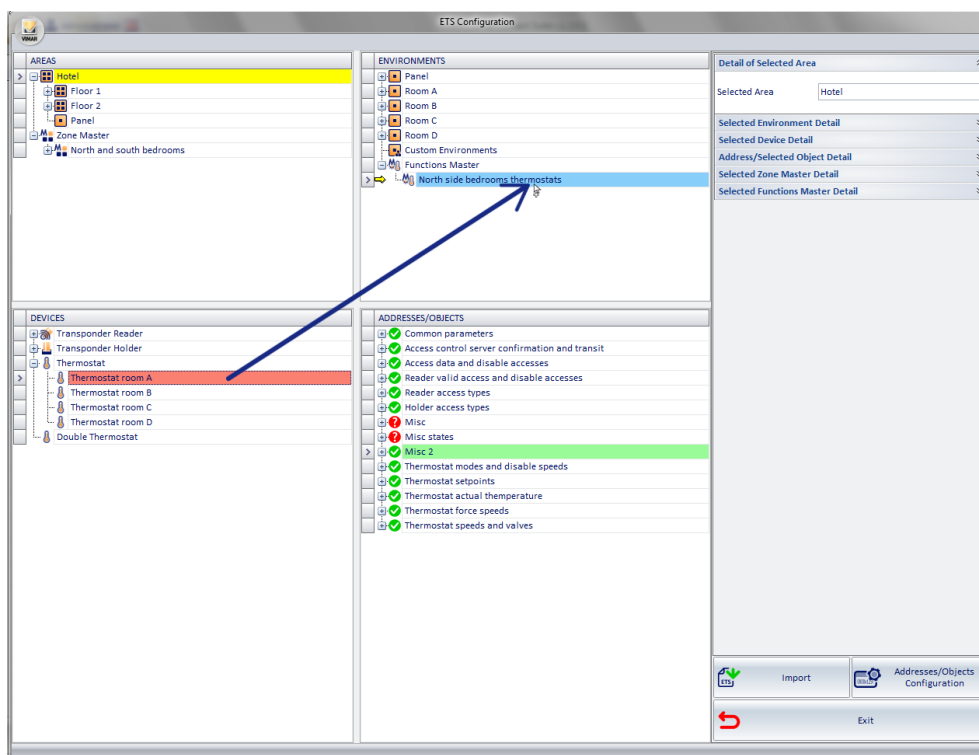 ETS Configuration
VIMAR
AREAS
Hotel
Floor 1
Floor 2
Panel
Zone Master
North and south bedrooms
ENVIRONMENTS
Panel
Room A
Room B
Room C
Room D
Custom Environments
Functions Master
North side bedrooms thermostats
Detail of Selected Area
Selected Area Hotel
Selected Environment Detail
Selected Device Detail
Address/Selected Object Detail
Selected Zone Master Detail
Selected Functions Master Detail
DEVICES
Transponder Reader
Transponder Holder
Thermostat
Thermostat room A
Thermostat room B
Thermostat room C
Thermostat room D
Double Thermostat
ADDRESSES/OBJECTS
Common parameters
Access control server confirmation and transit
Access data and disable accesses
Reader valid access and disable accesses
Reader access types
Holder access types
Misc
Misc states
Misc 2
Thermostat modes and disable speeds
Thermostat setpoints
Thermostat actual themperature
Thermostat force speeds
Thermostat speeds and valves
ETS
Import
Addresses/Objects
Configuration
Exit